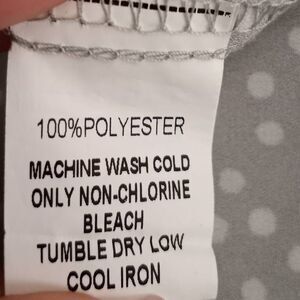 100%POLYESTER
MACHINE WASH COLD
ONLY NON-CHLORINE
BLEACH
TUMBLE DRY LOW
COOL IRON